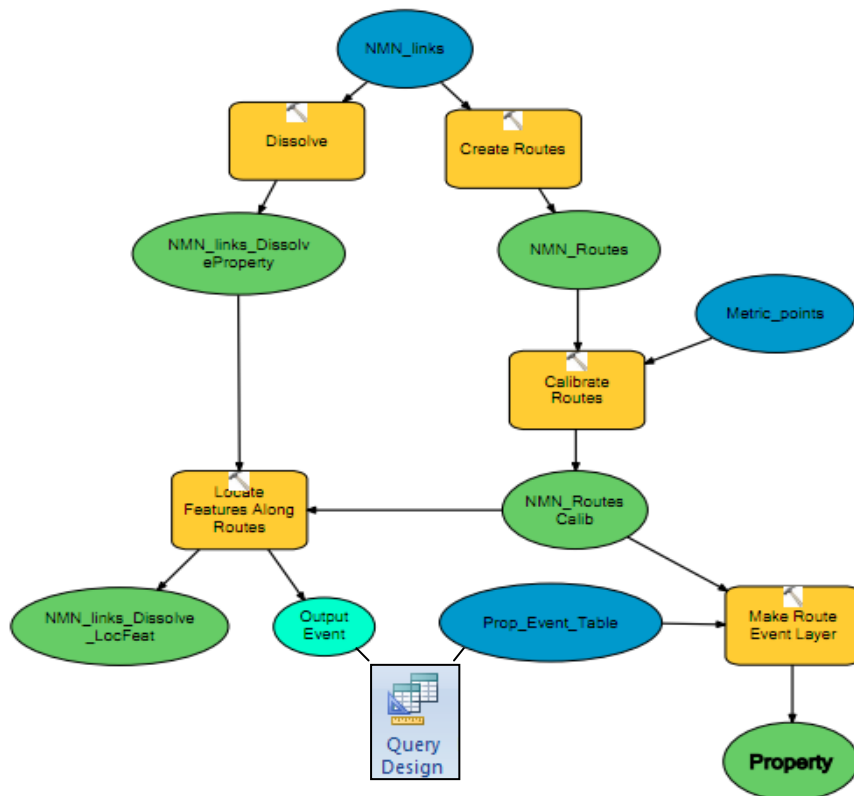 NMN_links
Dissolve
Create Routes
NMN_links_Dissolv
eProperty
NMN_Routes
Metric_points
Calibrate
Routes
Locate
Features Along
Routes
NMN_Routes
Calib
NMN_links_Dissolve
_LocFeat
Output
Event
Prop_Event_Table
Make Route
Event Layer
Query
Design
Property